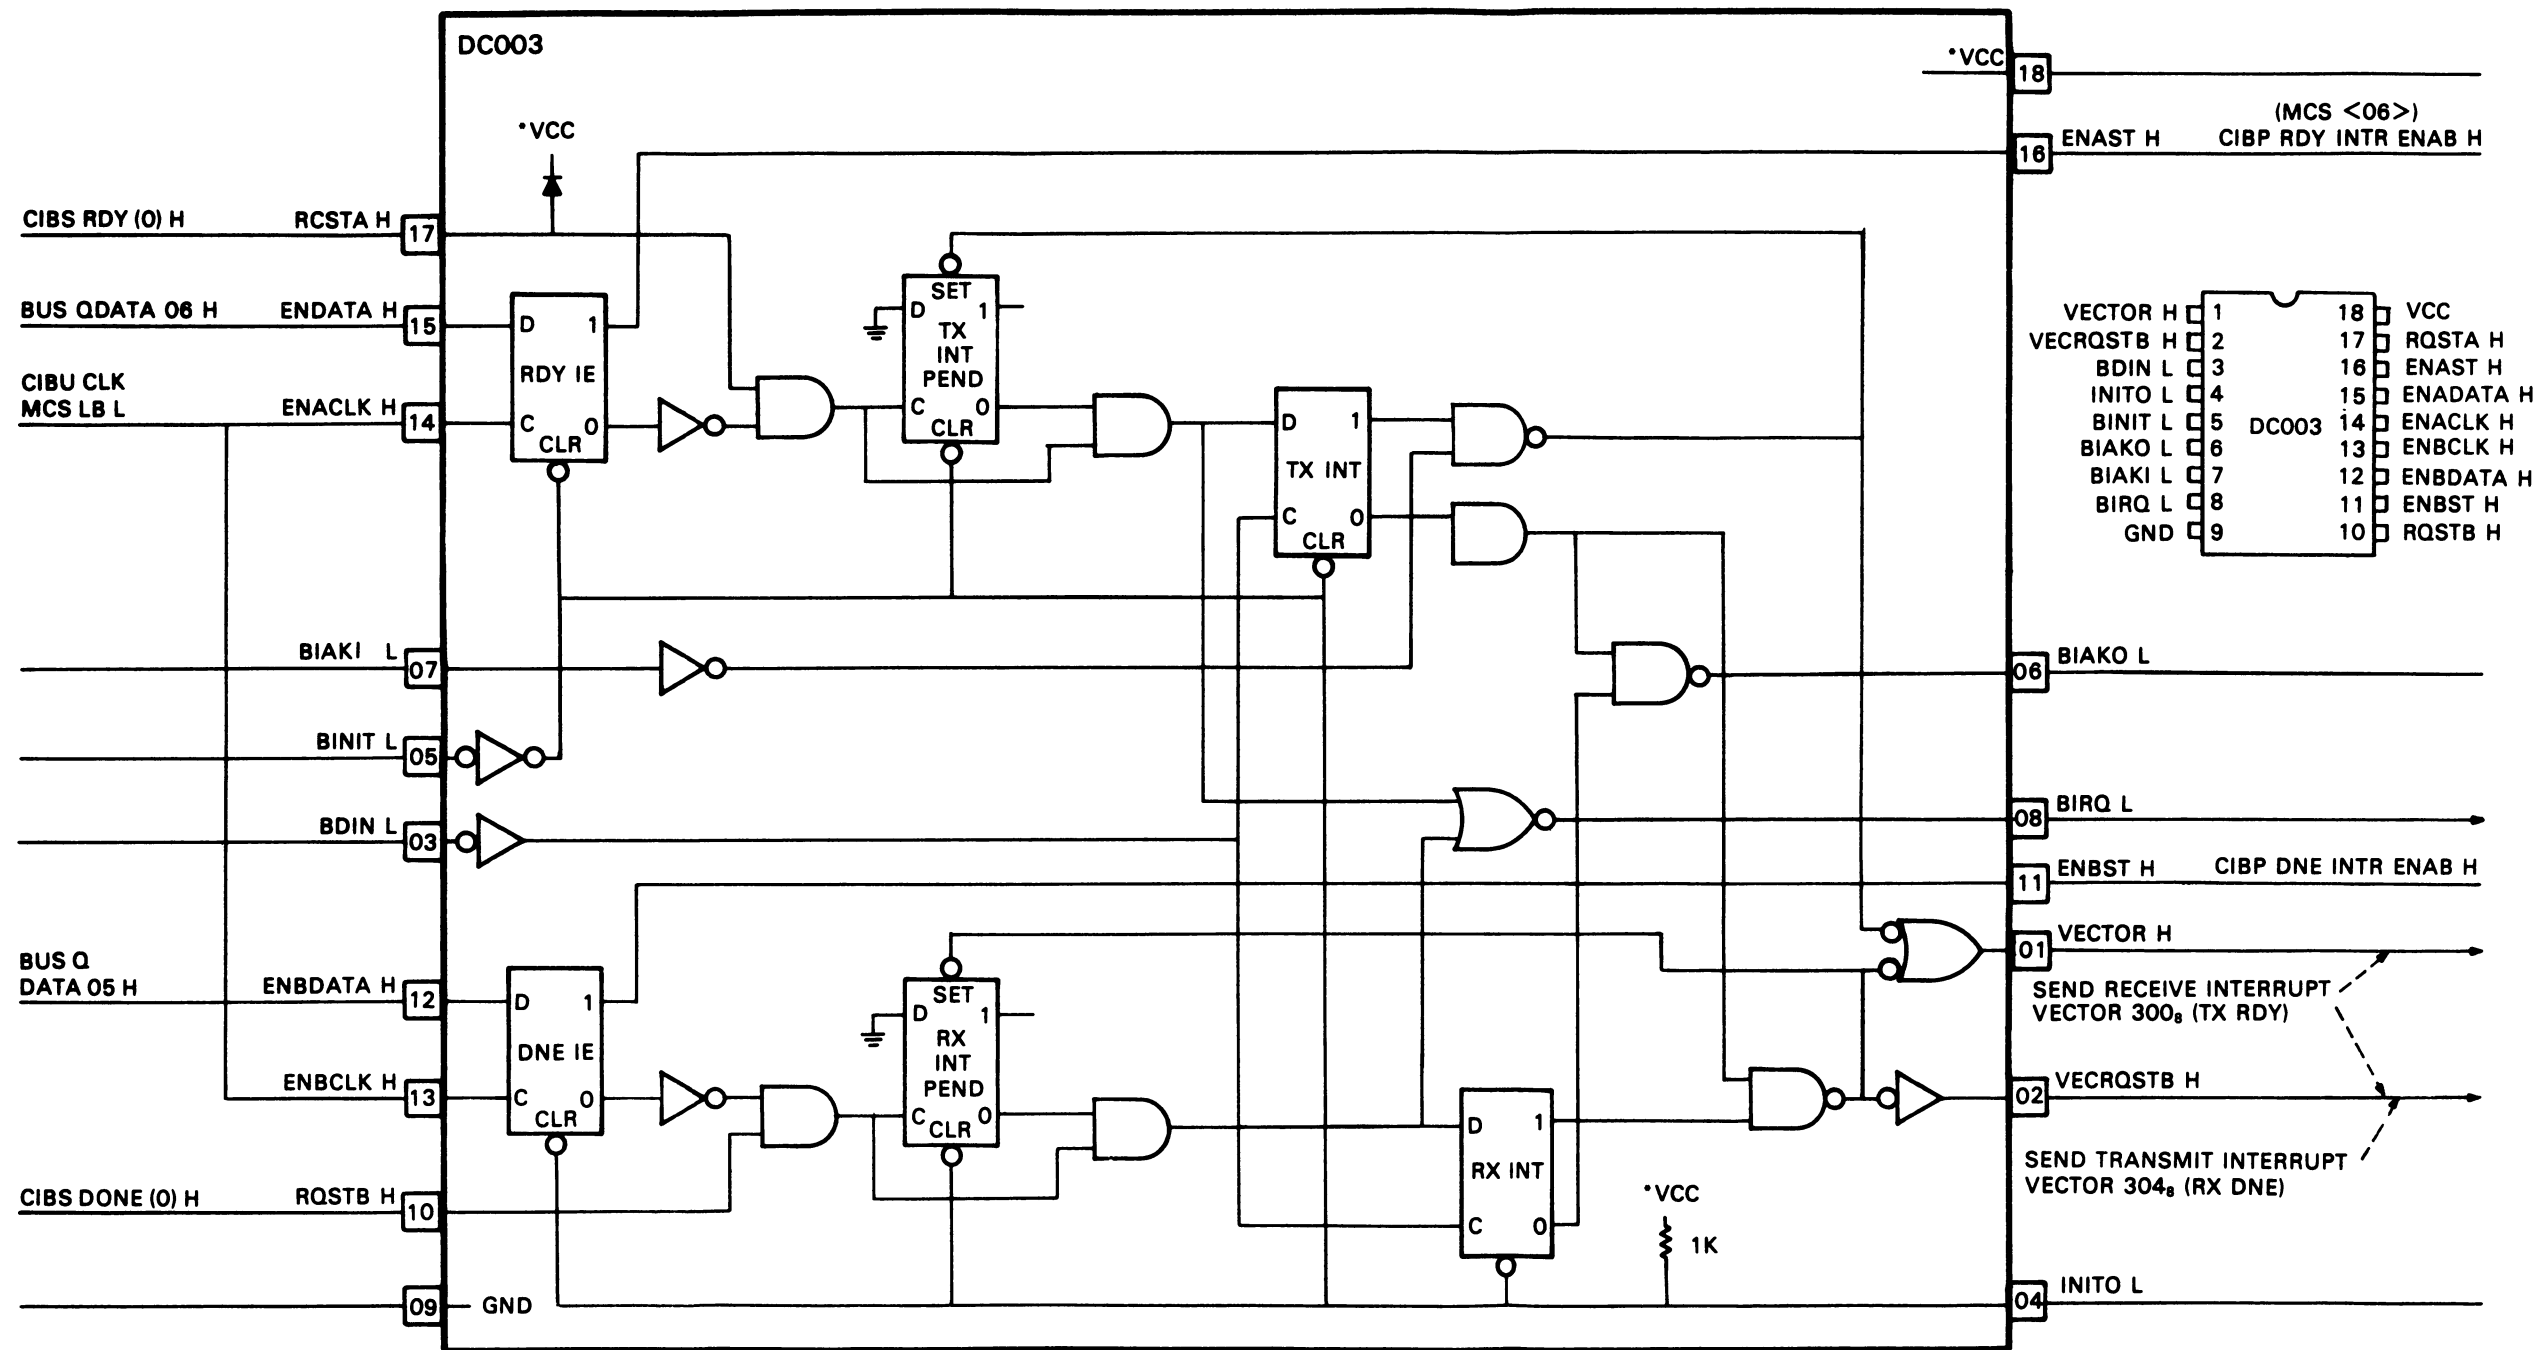 DC003
*VCC
18
(MCS <06>)
*VCC
16
ENAST H
CIBP RDY INTR ENAB H
CIBS RDY (0) H
RCSTA H
17
BUS QDATA 06 H
ENDATA H
15
D 1
RDY IE
C 0
CLR
CIBU CLK
MCS LB L
ENACLK H
14
SET
D 1
TX
INT
PEND
C 0
CLR
D 1
TX INT
C 0
CLR
VECTOR H 1
VECRQSTB H 2
BDIN L 3
INITO L 4
BINIT L 5
BIAKO L 6
BIAKI L 7
BIRQ L 8
GND 9
DC003
18 VCC
17 RQSTA H
16 ENAST H
15 ENADATA H
14 ENACLK H
13 ENBCLK H
12 ENBDATA H
11 ENBST H
10 RQSTB H
BIAKI L
07
06
BIAKO L
BINIT L
05
BDIN L
03
08
BIRQ L
11
ENBST H
CIBP DNE INTR ENAB H
01
VECTOR H
SEND RECEIVE INTERRUPT
VECTOR 300₈ (TX RDY)
BUS Q
DATA 05 H
ENBDATA H
12
D 1
DNE IE
C 0
CLR
ENBCLK H
13
SET
D 1
RX
INT
PEND
C 0
CLR
D 1
RX INT
C 0
02
VECRQSTB H
SEND TRANSMIT INTERRUPT
VECTOR 304₈ (RX DNE)
CIBS DONE (0) H
RQSTB H
10
*VCC
1K
09
GND
04
INITO L